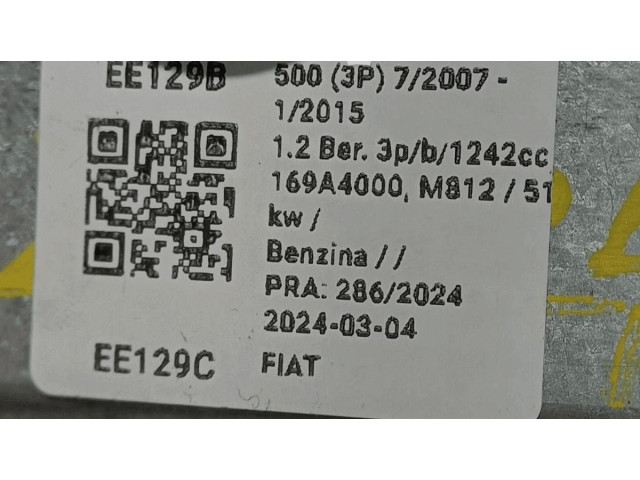 EE129B
500 (3P) 7/2007 -
1/2015
1.2 Ber. 3p/b/1242cc
169A4000, M812 / 51
kw /
Benzina / /
PRA: 286/2024
2024-03-04
EE129C
FIAT